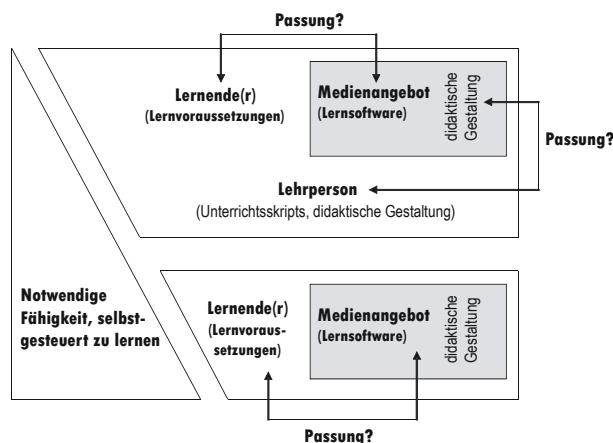 Passung?
Lernende(r)
(Lernvoraussetzungen)
Medienangebot
(Lernsoftware)
didaktische
Gestaltung
Passung?
Lehrperson
(Unterrichtsskripts, didaktische Gestaltung)
Notwendige
Fähigkeit, selbst-
gesteuert zu lernen
Lernende(r)
(Lernvoraus-
setzungen)
Medienangebot
(Lernsoftware)
didaktische
Gestaltung
Passung?